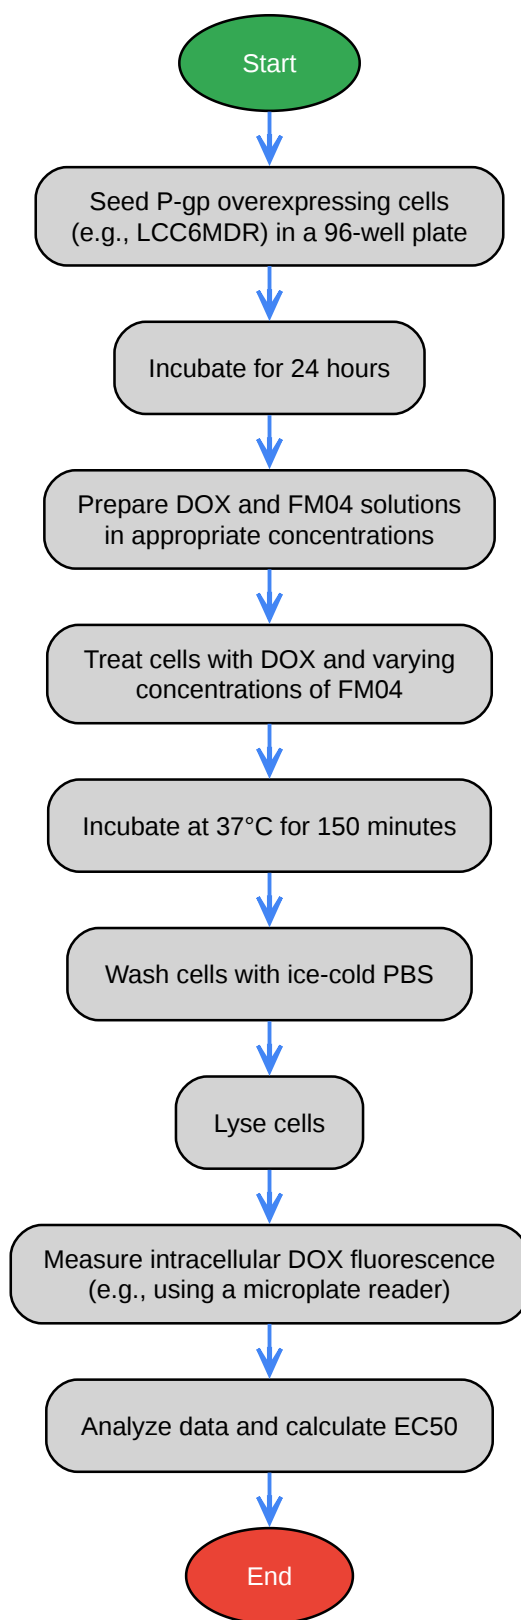 Start
Seed P-gp overexpressing cells
(e.g., LCC6MDR) in a 96-well plate
Incubate for 24 hours
Prepare DOX and FM04 solutions
in appropriate concentrations
Treat cells with DOX and varying
concentrations of FM04
Incubate at 37°C for 150 minutes
Wash cells with ice-cold PBS
Lyse cells
Measure intracellular DOX fluorescence
(e.g., using a microplate reader)
Analyze data and calculate EC50
End